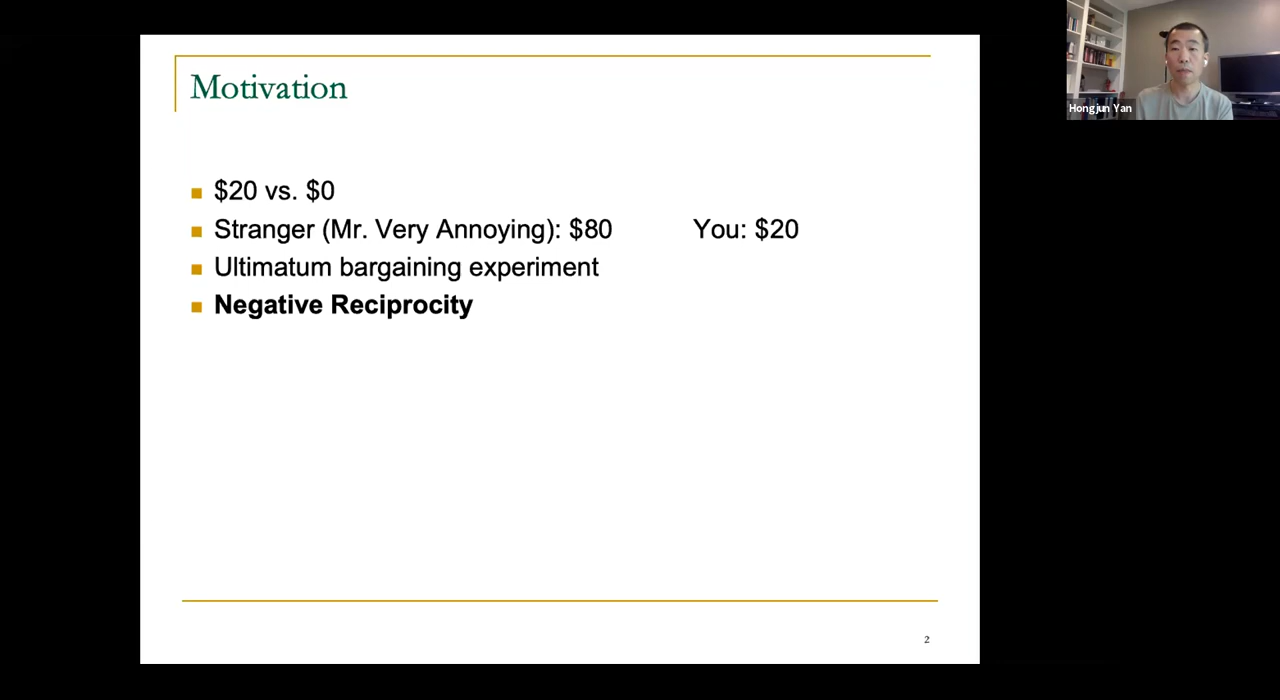 Motivation
$20 vs. $0
Stranger (Mr. Very Annoying): $80 You: $20
Ultimatum bargaining experiment
Negative Reciprocity
2
Hongjun Yan